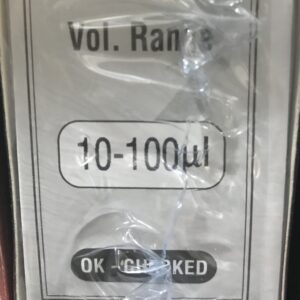 Vol. Range
10-100µl
OK - CHECKED